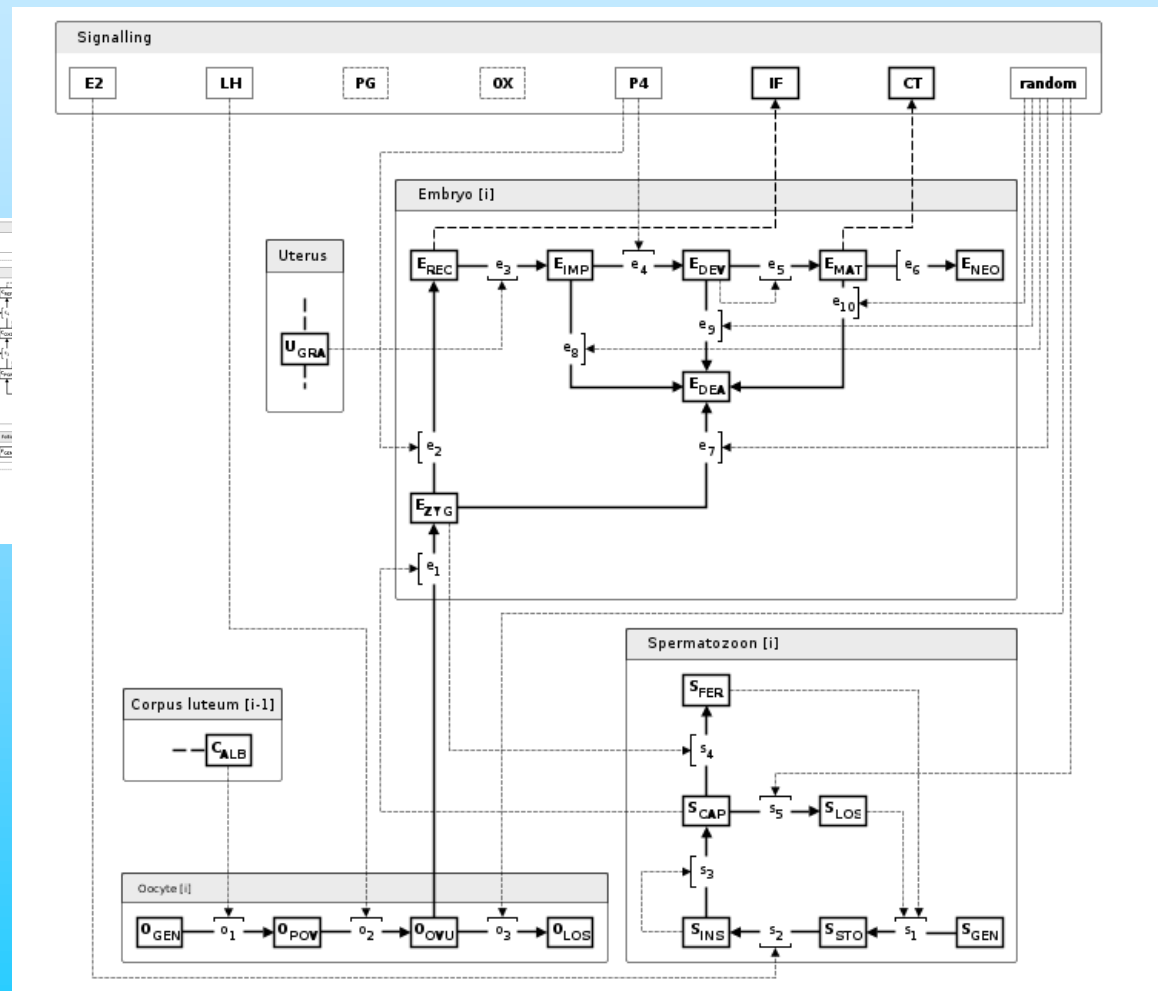 Signalling
E2 LH PG OX P4 IF CT random
Embryo [i]
Uterus
E_REC e_3 E_IMP e_4 E_DEV e_5 E_MAT e_6 E_NEO
e_10
e_9
U_GRA e_8
E_DEA
e_2 e_7
E_ZYG
e_1
Spermatozoon [i]
S_FER
Corpus luteum [i-1]
C_ALB s_4
S_CAP s_5 S_LOS
s_3
Oocyte [i]
O_GEN o_1 O_POV o_2 O_OVU o_3 O_LOS S_INS s_2 S_STO s_1 S_GEN